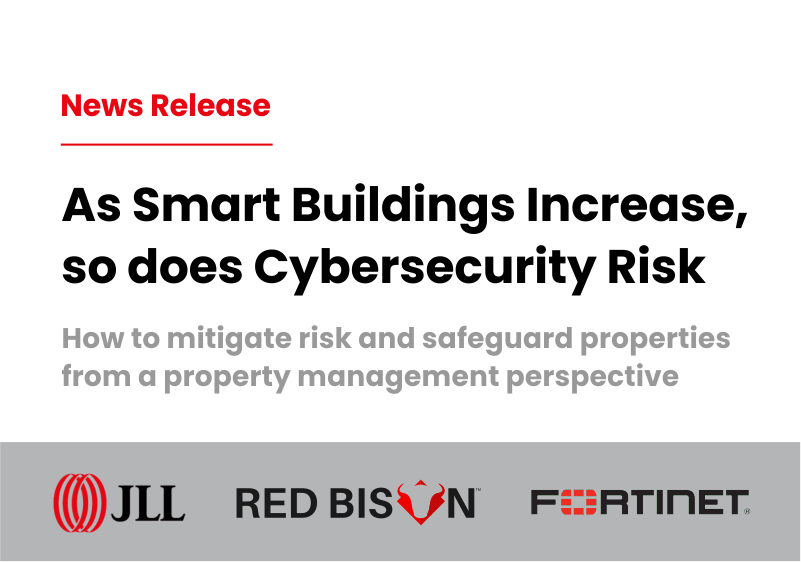 News Release
As Smart Buildings Increase,
so does Cybersecurity Risk
How to mitigate risk and safeguard properties
from a property management perspective
JLL RED BISON™ FORTINET®